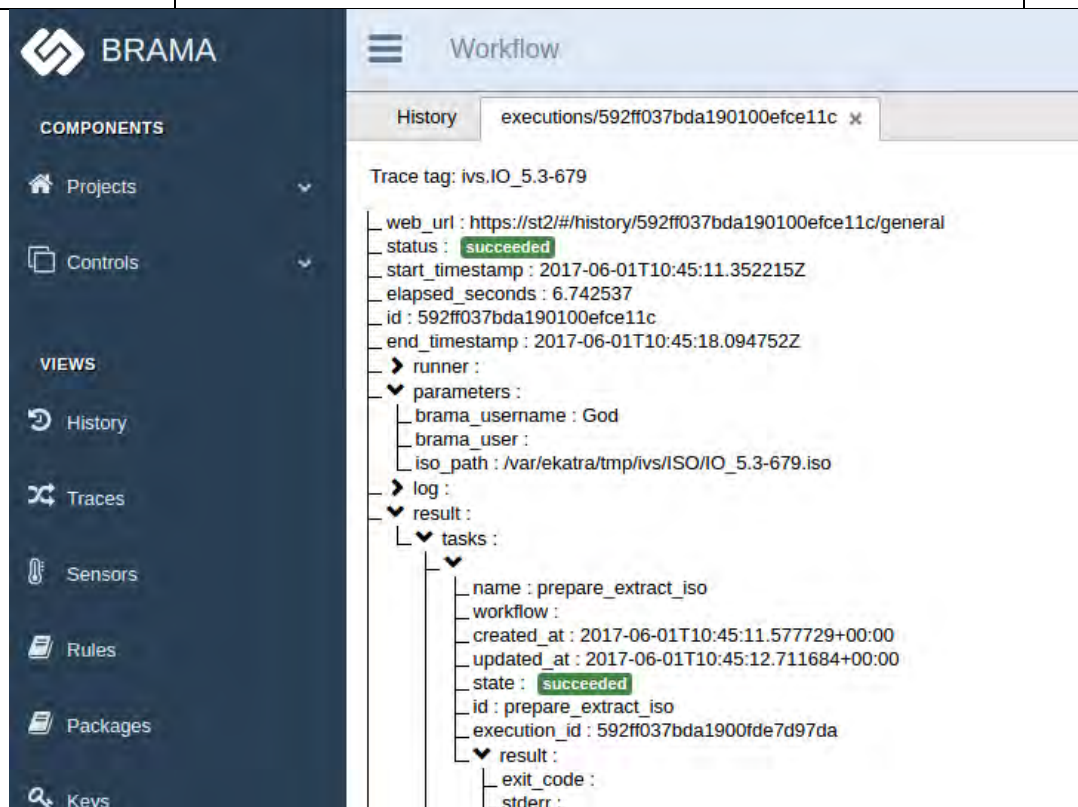 BRAMA
COMPONENTS
Projects
Controls
VIEWS
History
Traces
Sensors
Rules
Packages
Keys
Workflow
History executions/592ff037bda190100efce11c ×
Trace tag: ivs.IO_5.3-679
web_url : https://st2/#/history/592ff037bda190100efce11c/general
status : succeeded
start_timestamp : 2017-06-01T10:45:11.352215Z
elapsed_seconds : 6.742537
id : 592ff037bda190100efce11c
end_timestamp : 2017-06-01T10:45:18.094752Z
runner :
parameters :
brama_username : God
brama_user :
iso_path : /var/ekatra/tmp/ivs/ISO/IO_5.3-679.iso
log :
result :
tasks :
name : prepare_extract_iso
workflow :
created_at : 2017-06-01T10:45:11.577729+00:00
updated_at : 2017-06-01T10:45:12.711684+00:00
state : succeeded
id : prepare_extract_iso
execution_id : 592ff037bda1900fde7d97da
result :
exit_code :
stderr :